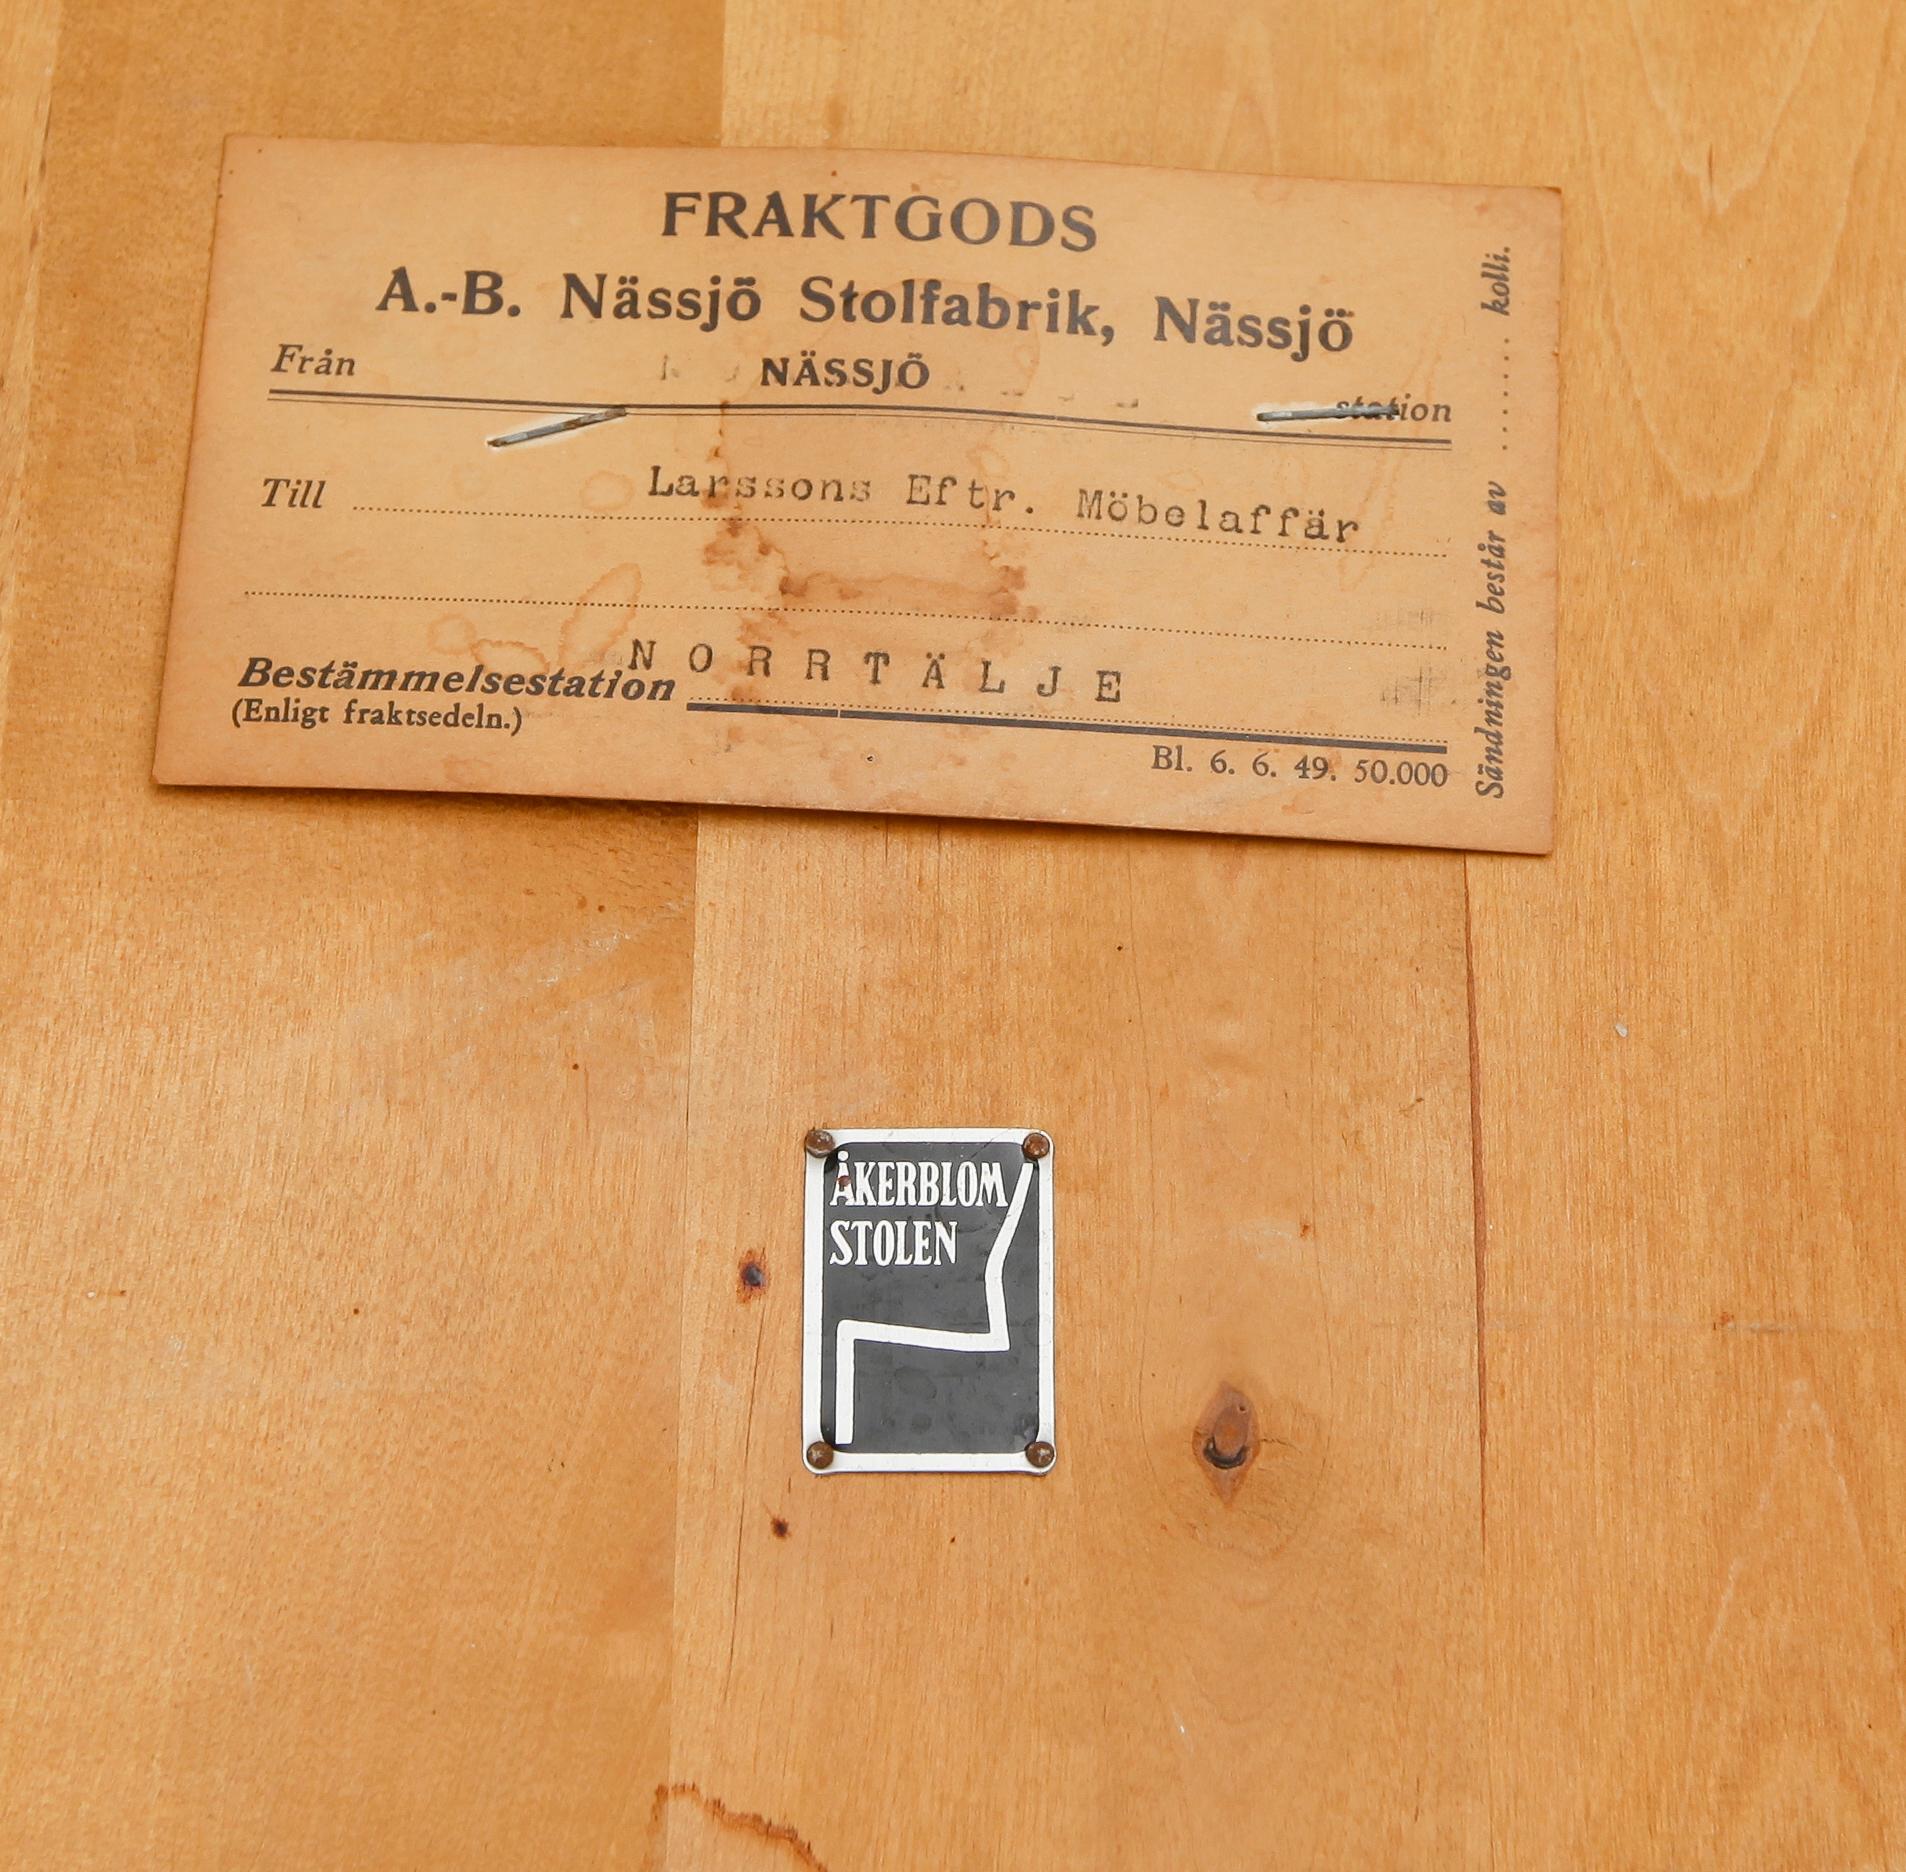 FRAKTGODS
A.-B. Nässjö Stolfabrik, Nässjö
Från NÄSSJÖ station
Till Larssons Eftr. Möbelaffär
Bestämmelsestation NORRTÄLJE
(Enligt fraktsedeln.)
Bl. 6. 6. 49. 50.000
Sändningen består av ....... kolli.
ÅKERBLOM
STOLEN